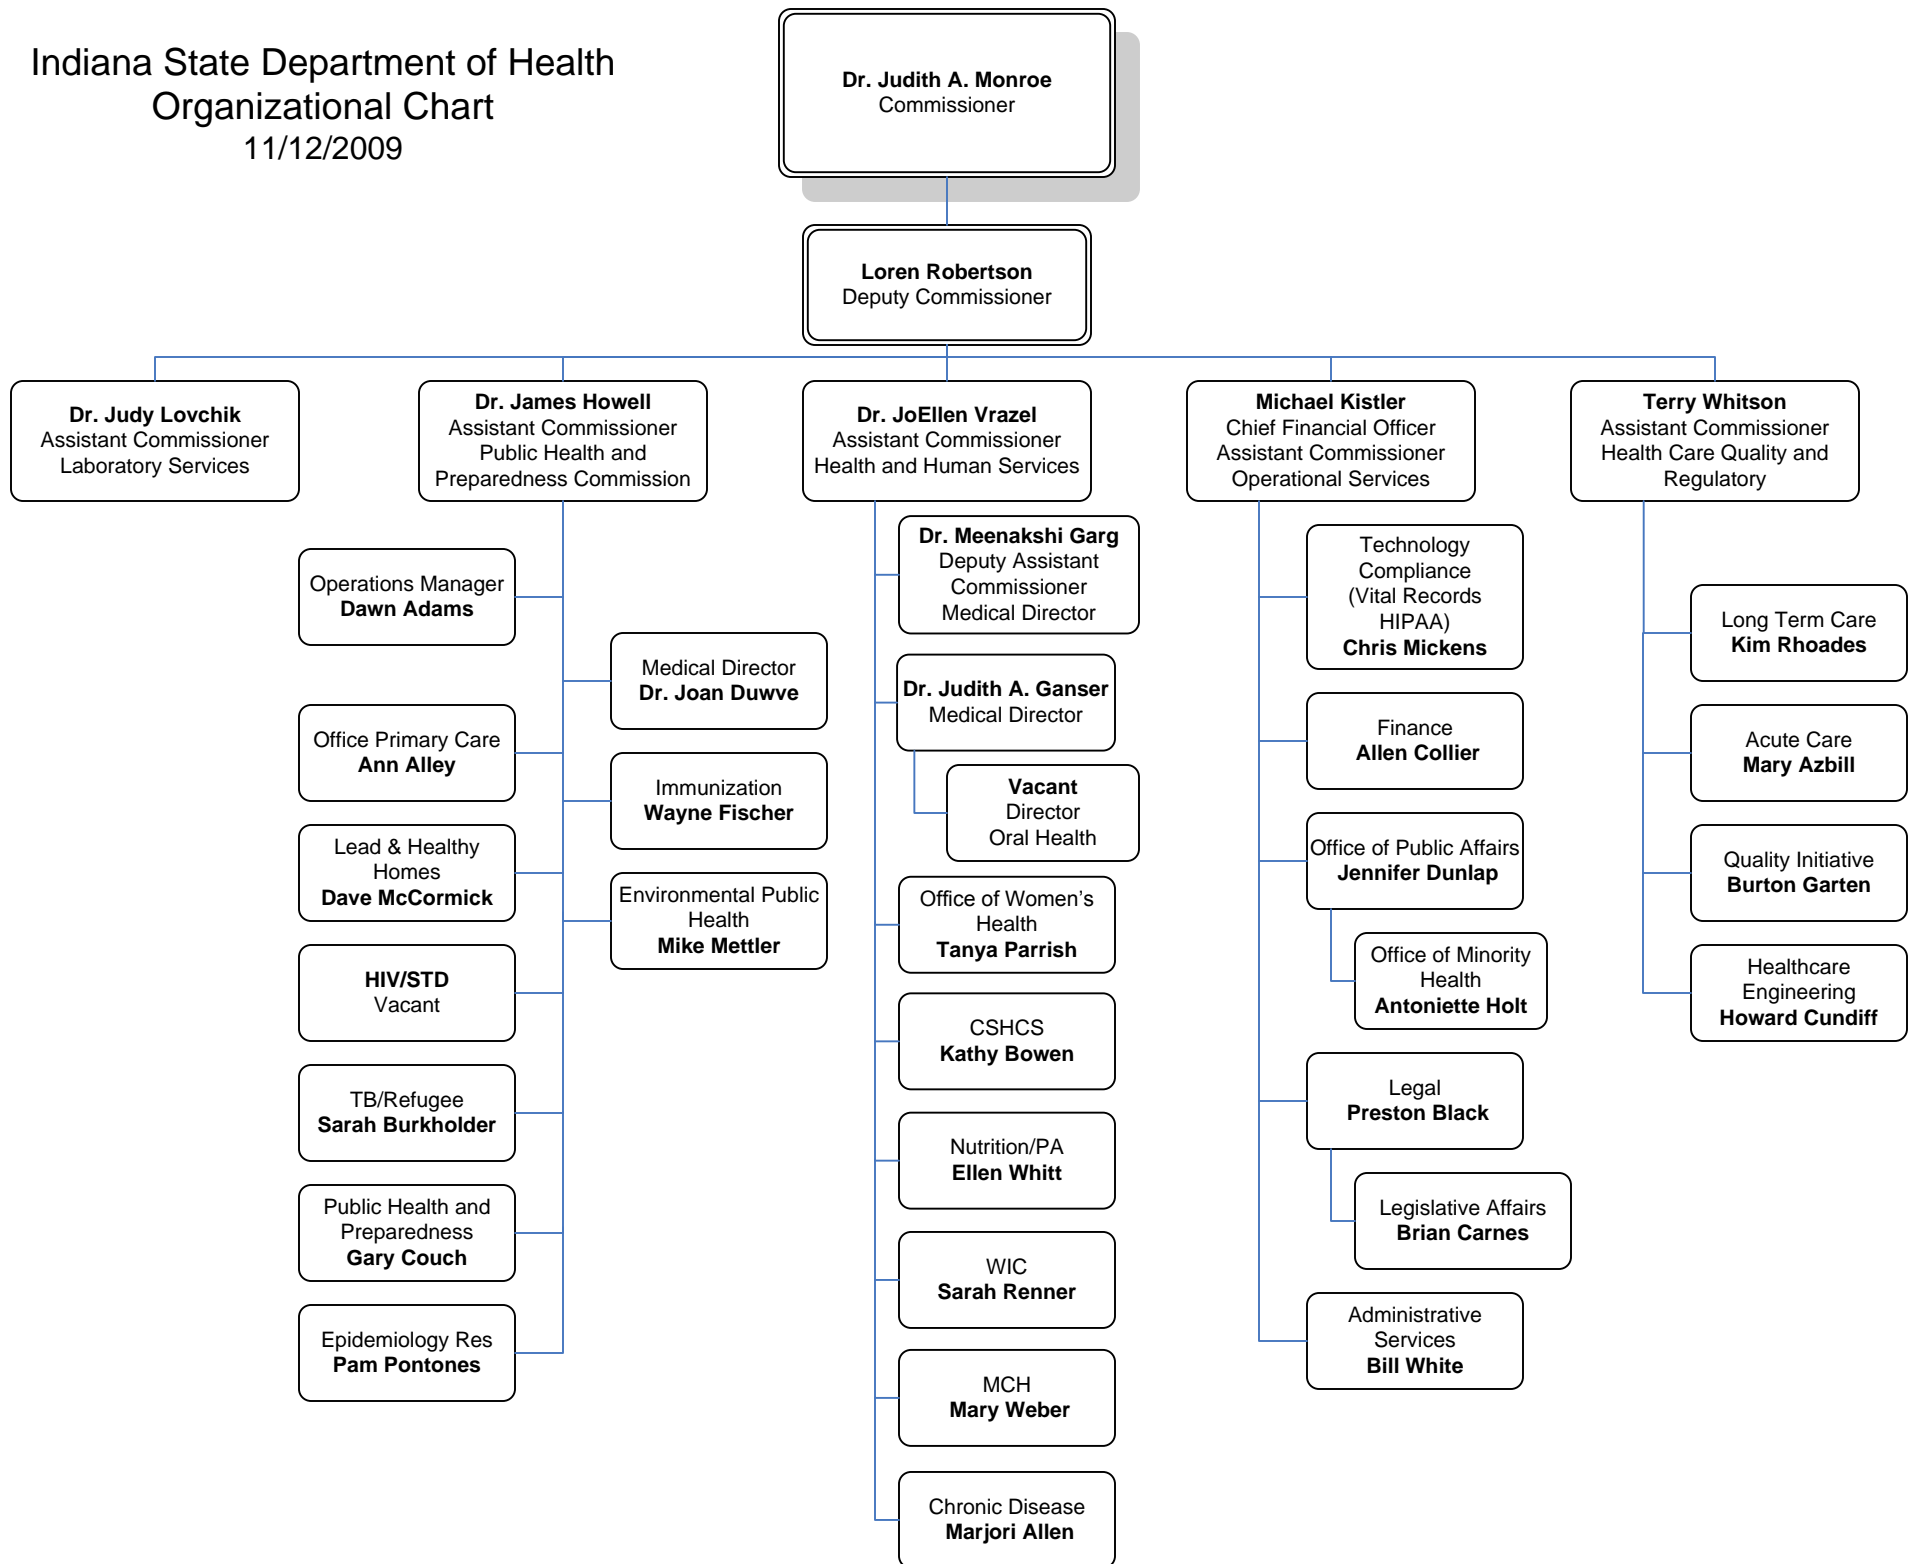 Indiana State Department of Health
Organizational Chart
11/12/2009
Dr. Judith A. Monroe
Commissioner
Loren Robertson
Deputy Commissioner
Dr. Judy Lovchik
Assistant Commissioner
Laboratory Services
Dr. James Howell
Assistant Commissioner
Public Health and
Preparedness Commission
Dr. JoEllen Vrazel
Assistant Commissioner
Health and Human Services
Michael Kistler
Chief Financial Officer
Assistant Commissioner
Operational Services
Terry Whitson
Assistant Commissioner
Health Care Quality and
Regulatory
Operations Manager
Dawn Adams
Office Primary Care
Ann Alley
Lead & Healthy
Homes
Dave McCormick
HIV/STD
Vacant
TB/Refugee
Sarah Burkholder
Public Health and
Preparedness
Gary Couch
Epidemiology Res
Pam Pontones
Medical Director
Dr. Joan Duwve
Immunization
Wayne Fischer
Environmental Public
Health
Mike Mettler
Dr. Meenakshi Garg
Deputy Assistant
Commissioner
Medical Director
Dr. Judith A. Ganser
Medical Director
Vacant
Director
Oral Health
Office of Women’s
Health
Tanya Parrish
CSHCS
Kathy Bowen
Nutrition/PA
Ellen Whitt
WIC
Sarah Renner
MCH
Mary Weber
Chronic Disease
Marjori Allen
Technology
Compliance
(Vital Records
HIPAA)
Chris Mickens
Finance
Allen Collier
Office of Public Affairs
Jennifer Dunlap
Office of Minority
Health
Antoniette Holt
Legal
Preston Black
Legislative Affairs
Brian Carnes
Administrative
Services
Bill White
Long Term Care
Kim Rhoades
Acute Care
Mary Azbill
Quality Initiative
Burton Garten
Healthcare
Engineering
Howard Cundiff